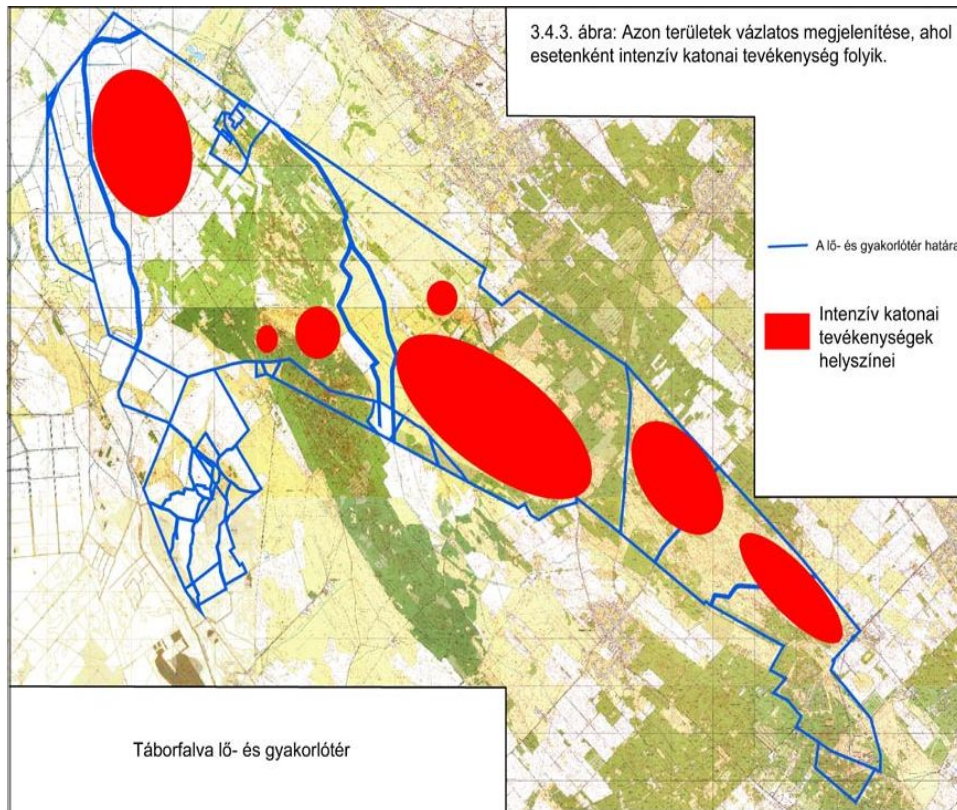 3.4.3. ábra: Azon területek vázlatos megjelenítése, ahol
esetenként intenzív katonai tevékenység folyik.
A lő- és gyakorlótér határa
Intenzív katonai
tevékenységek
helyszínei
Táborfalva lő- és gyakorlótér